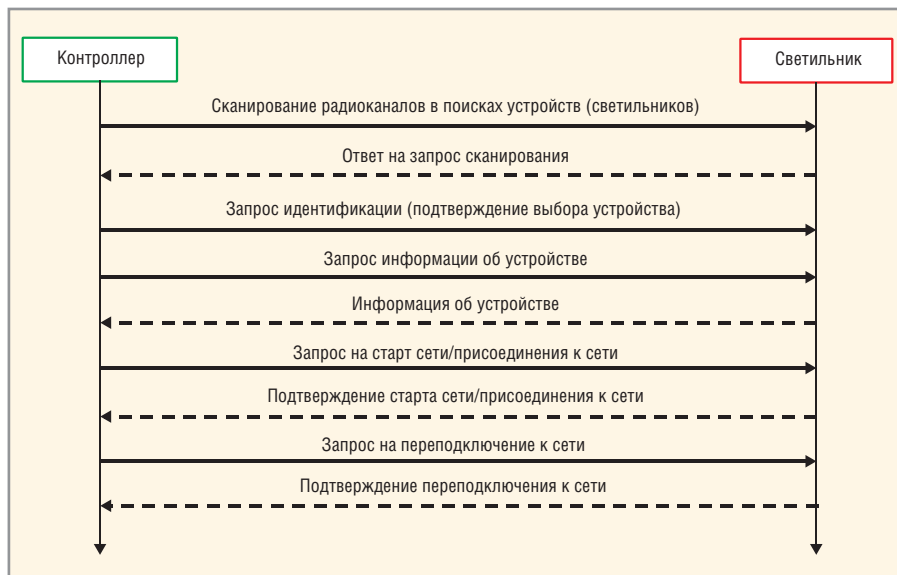 Контроллер
Светильник
Сканирование радиоканалов в поисках устройств (светильников)
Ответ на запрос сканирования
Запрос идентификации (подтверждение выбора устройства)
Запрос информации об устройстве
Информация об устройстве
Запрос на старт сети/присоединения к сети
Подтверждение старта сети/присоединения к сети
Запрос на переподключение к сети
Подтверждение переподключения к сети